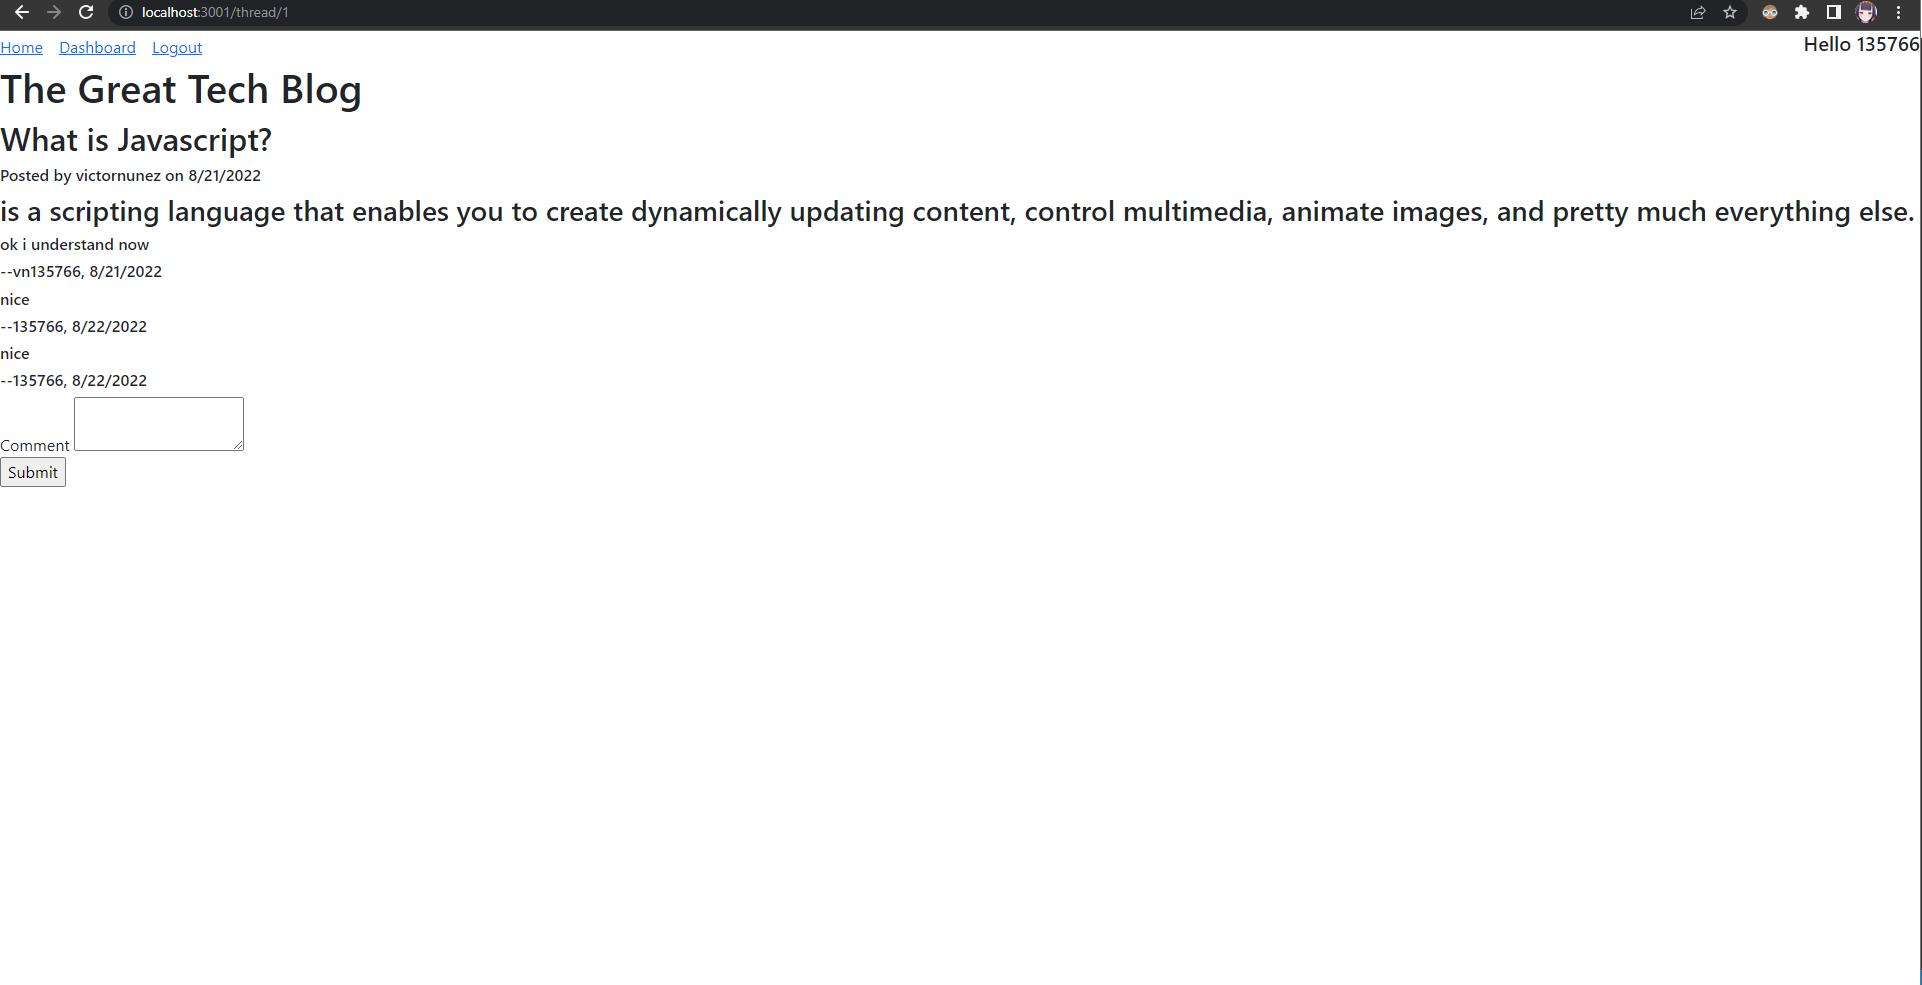 localhost:3001/thread/1
Home Dashboard Logout Hello 135766
The Great Tech Blog
What is Javascript?
Posted by victornunez on 8/21/2022
is a scripting language that enables you to create dynamically updating content, control multimedia, animate images, and pretty much everything else.
ok i understand now
--vn135766, 8/21/2022
nice
--135766, 8/22/2022
nice
--135766, 8/22/2022
Comment
Submit